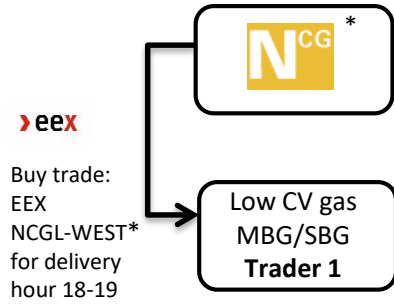 NCG
*
eex
Buy trade:
EEX
NCGL-WEST*
for delivery
hour 18-19
Low CV gas
MBG/SBG
Trader 1